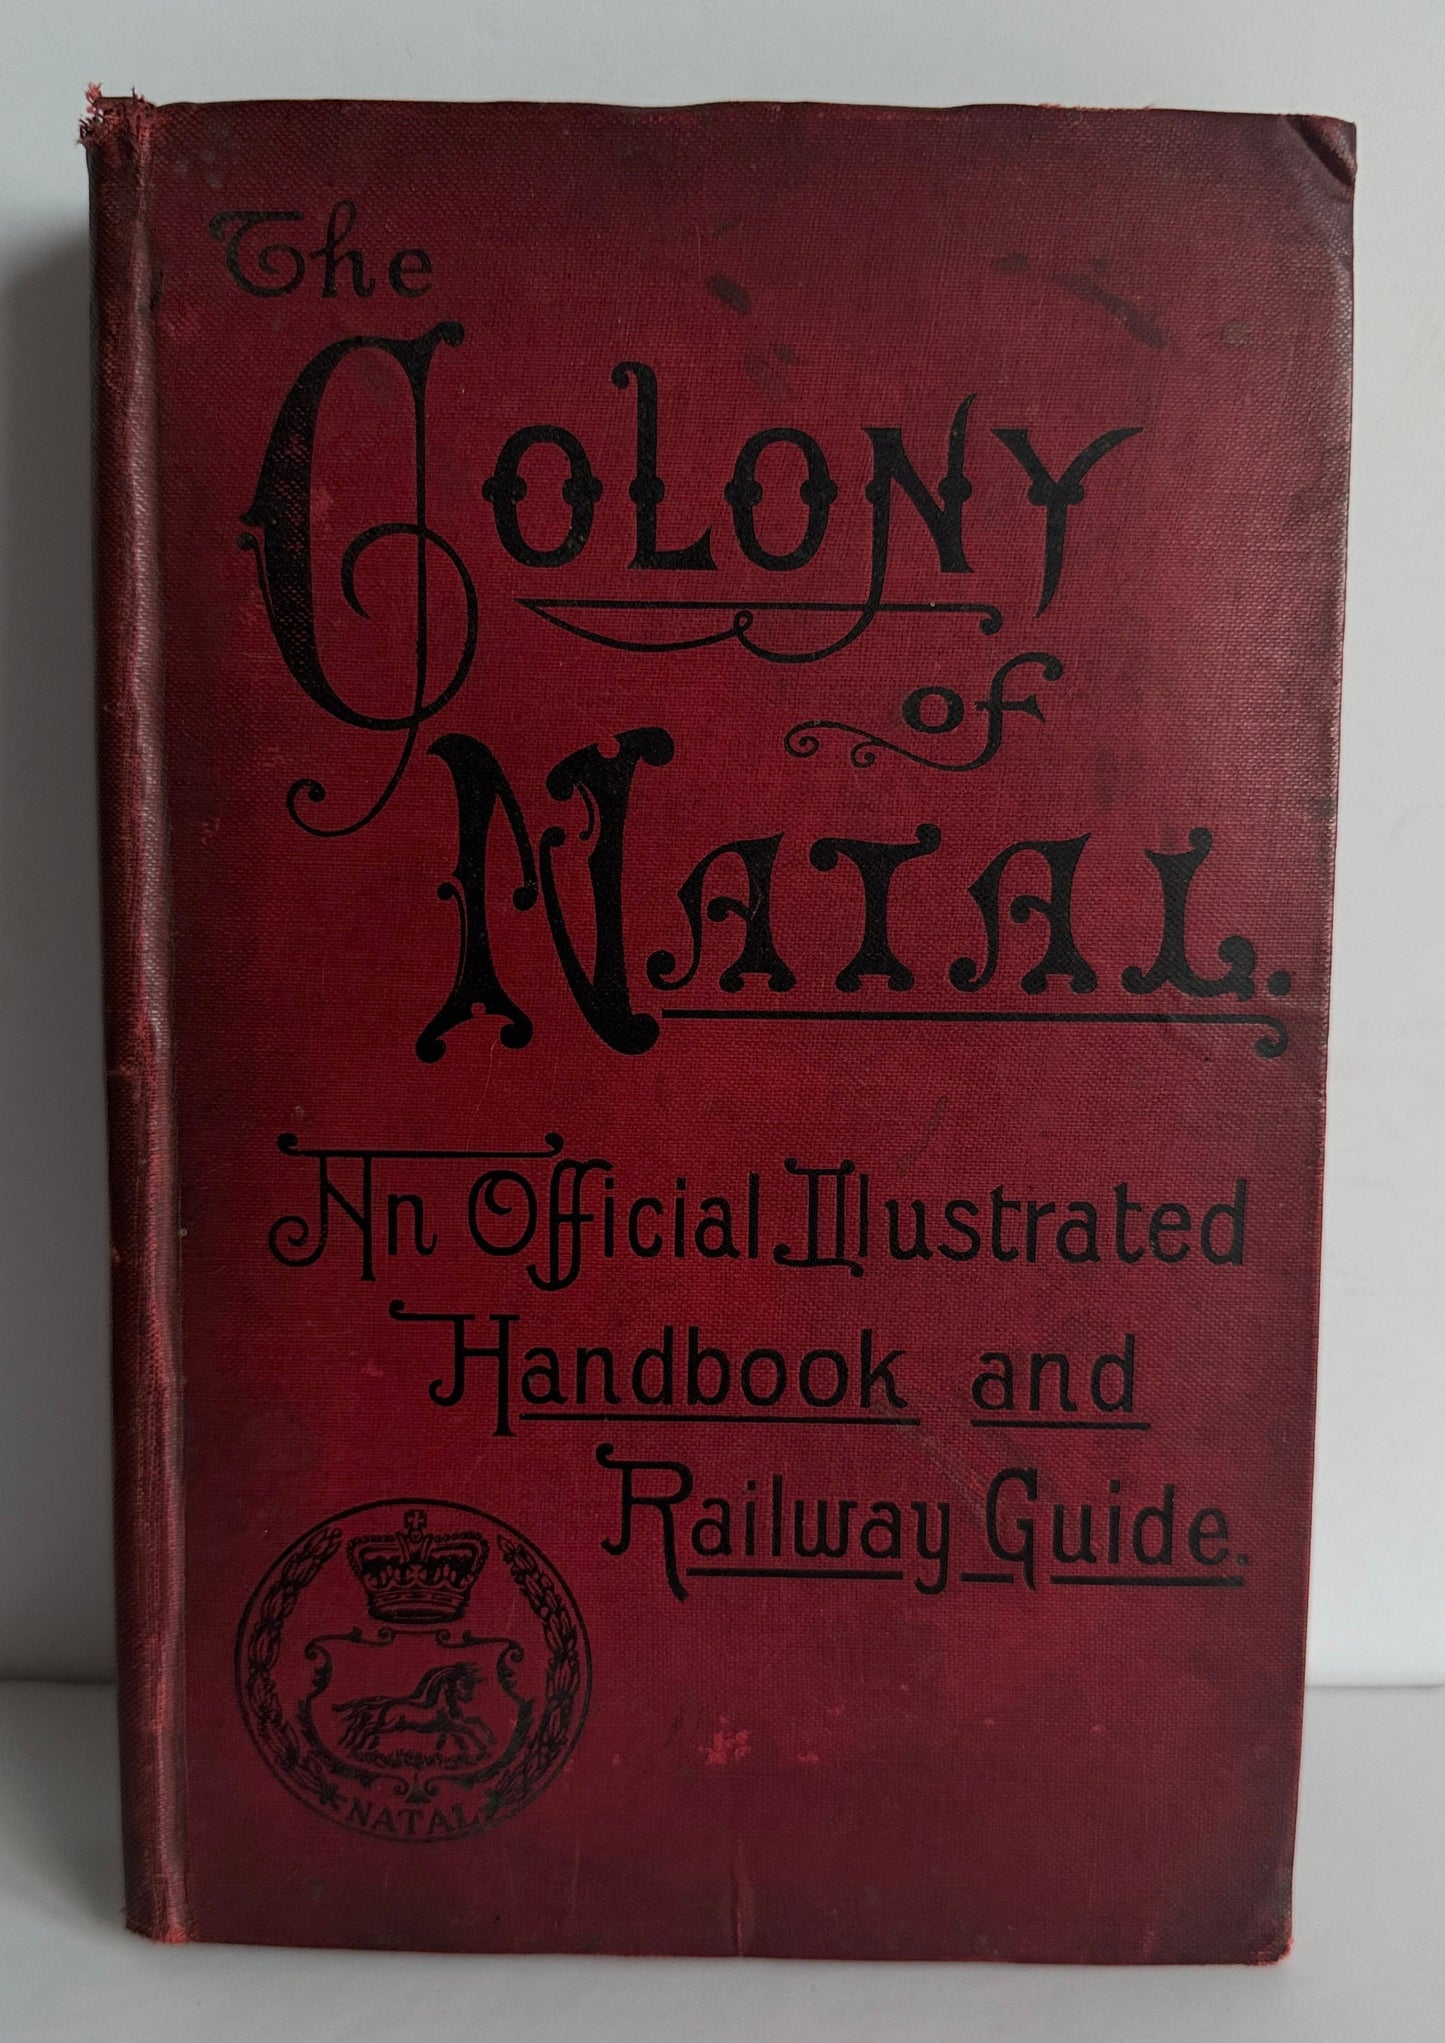 The
COLONY
of
NATAL.
An Official Illustrated
Handbook and
Railway Guide.
NATAL